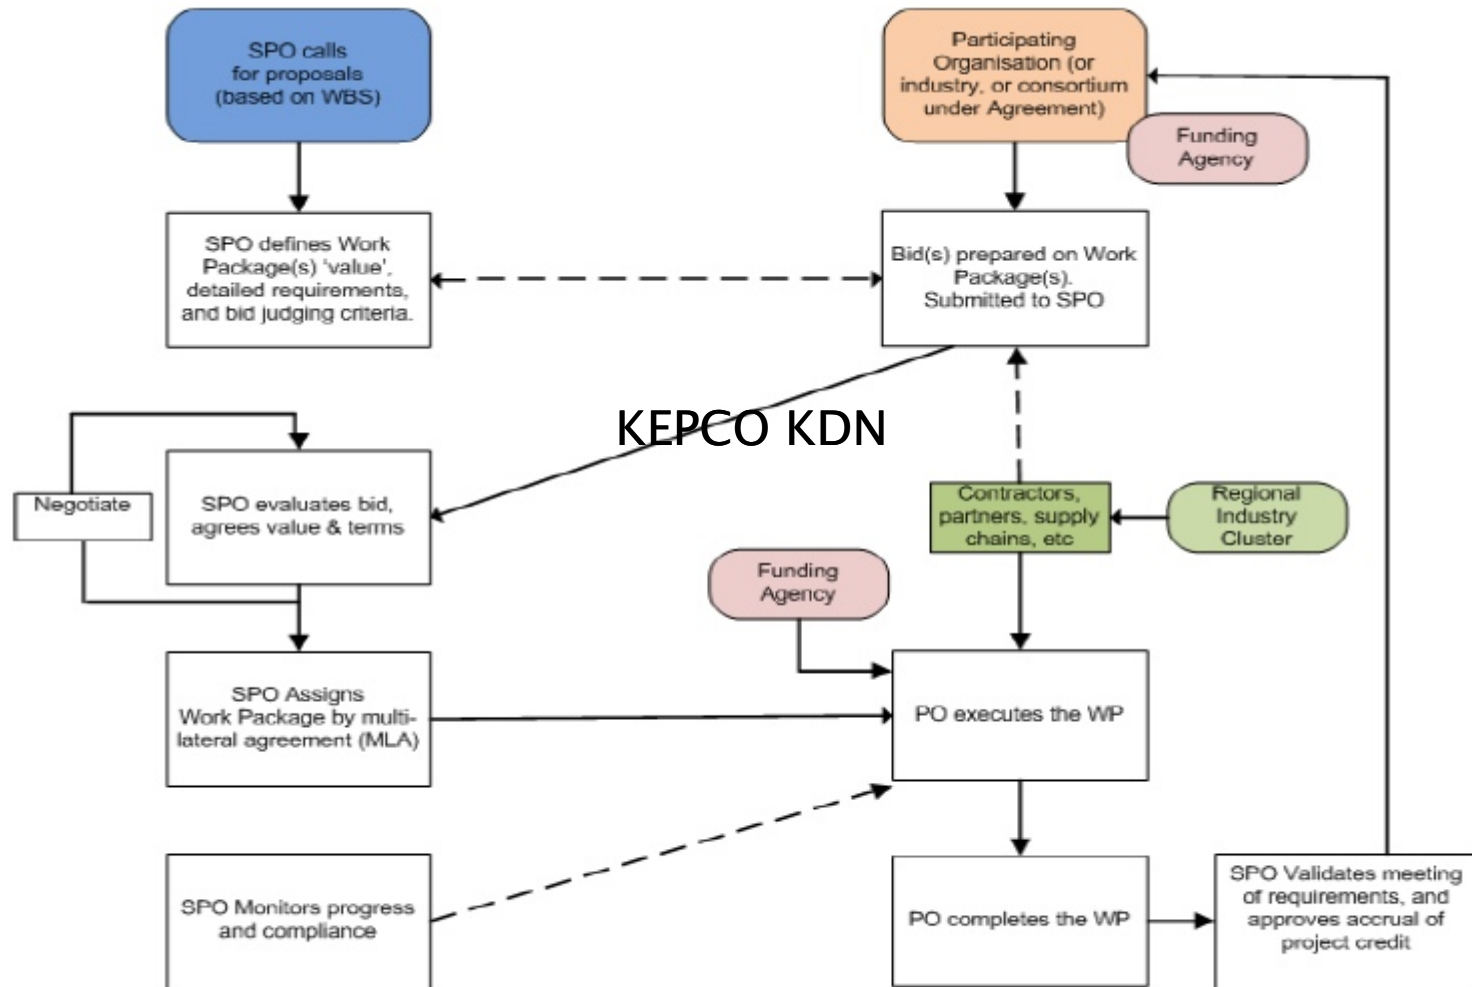 SPO calls
for proposals
(based on WBS)
Participating
Organisation (or
industry, or consortium
under Agreement)
Funding
Agency
SPO defines Work
Package(s) ‘value’,
detailed requirements,
and bid judging criteria.
Bid(s) prepared on Work
Package(s).
Submitted to SPO
KEPCO KDN
Negotiate
SPO evaluates bid,
agrees value & terms
Contractors,
partners, supply
chains, etc
Regional
Industry
Cluster
Funding
Agency
SPO Assigns
Work Package by multi-
lateral agreement (MLA)
PO executes the WP
SPO Monitors progress
and compliance
PO completes the WP
SPO Validates meeting
of requirements, and
approves accrual of
project credit